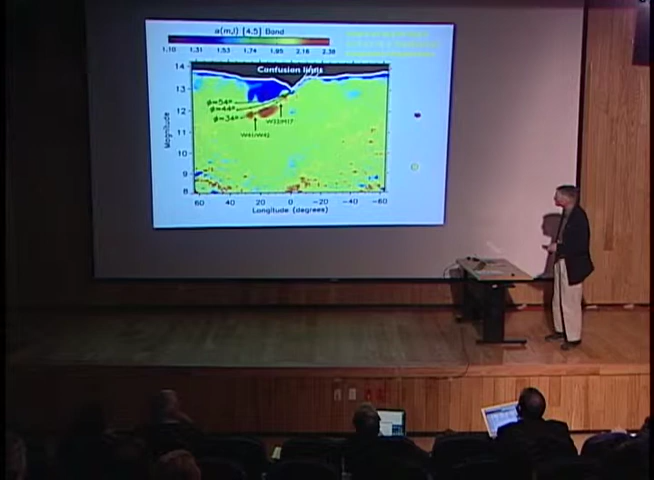 a(m,l) [4.5] Band
1.10 1.31 1.53 1.74 1.95 2.16 2.38
Confusion limits
14
13
12
11
10
9
8
Magnitude
Φ=54°
Φ=44°
Φ=34°
60 40 20 0 -20 -40 -60
Longitude (degrees)